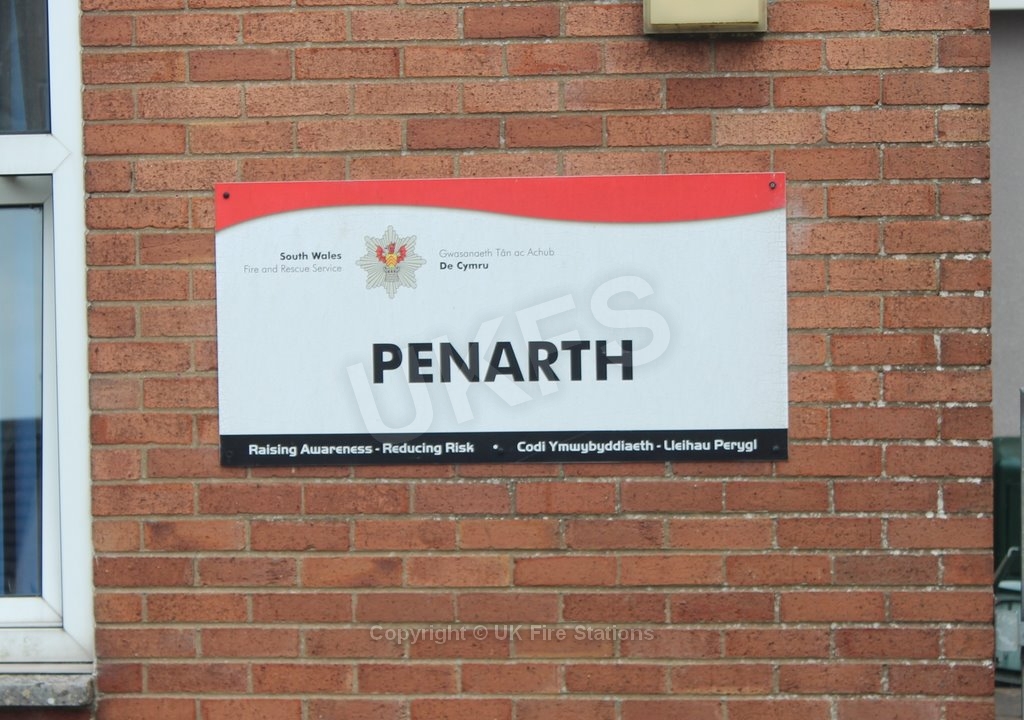 South Wales
Fire and Rescue Service
Gwasanaeth Tân ac Achub
De Cymru
UKFS
PENARTH
Raising Awareness - Reducing Risk • Codi Ymwybyddiaeth - Lleihau Perygl
Copyright © UK Fire Stations